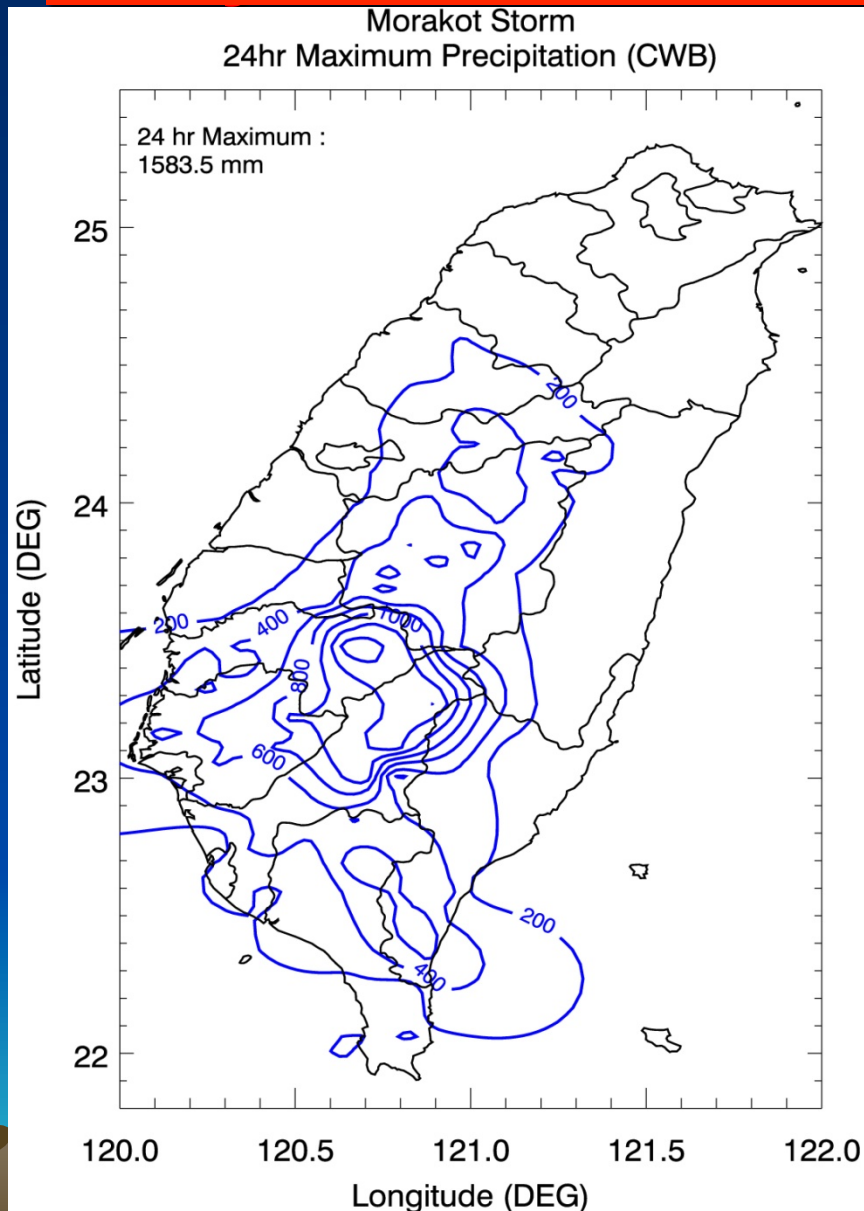 Morakot Storm
24hr Maximum Precipitation (CWB)
24 hr Maximum :
1583.5 mm
25
24
23
22
Latitude (DEG)
200
200
400
1000
800
600
200
400
120.0 120.5 121.0 121.5 122.0
Longitude (DEG)